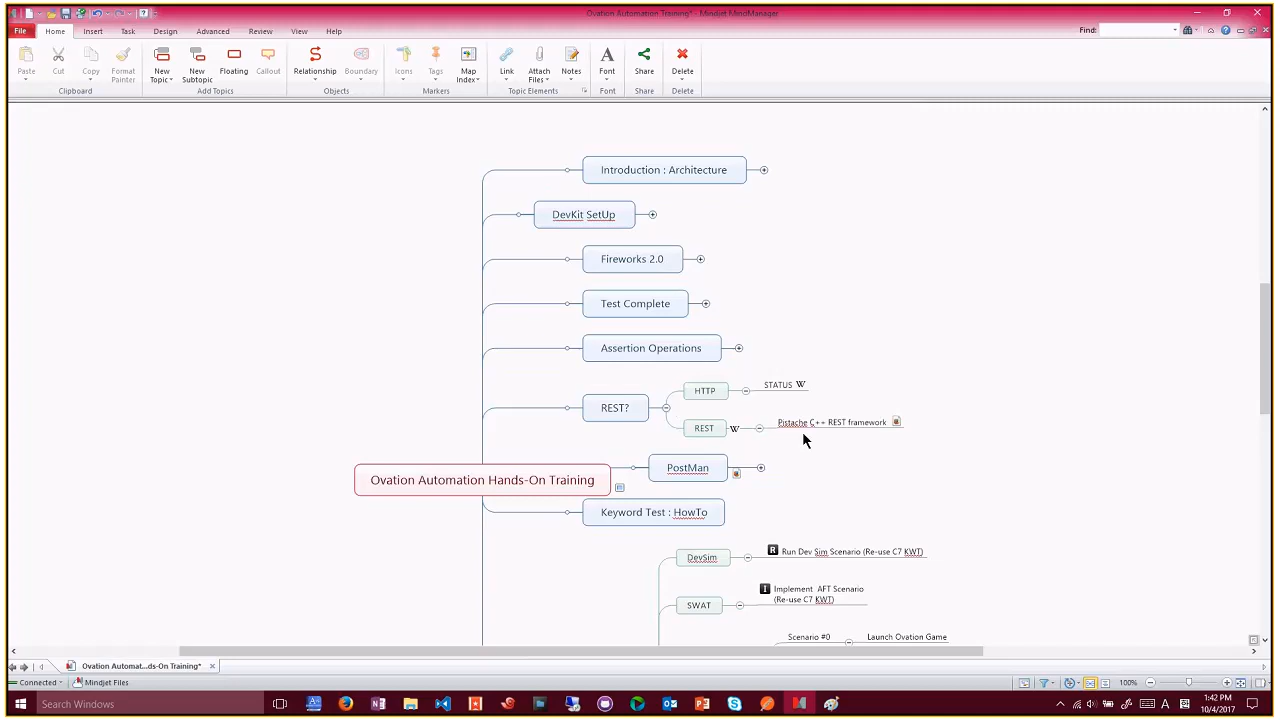 Ovation Automation Training* - Mindjet MindManager
File
Home
Insert
Task
Design
Advanced
Review
View
Help
Find:
Paste
Cut
Copy
Format
Painter
New
Topic
New
Subtopic
Floating
Callout
Relationship
Boundary
Icons
Tags
Map
Index
Link
Attach
Files
Notes
Font
Share
Delete
Clipboard
Add Topics
Objects
Markers
Topic Elements
Font
Share
Delete
Introduction : Architecture
DevKit SetUp
Fireworks 2.0
Test Complete
Assertion Operations
HTTP
STATUS W
REST?
REST W
Pistache C++ REST framework
PostMan
Ovation Automation Hands-On Training
Keyword Test : HowTo
DevSim
R Run Dev Sim Scenario (Re-use C7 KWT)
SWAT
I Implement AFT Scenario
(Re-use C7 KWT)
Scenario #0
Launch Ovation Game
Ovation Automat...ds-On Training*
Connected
Mindjet Files
100%
Search Windows
1:42 PM
10/4/2017